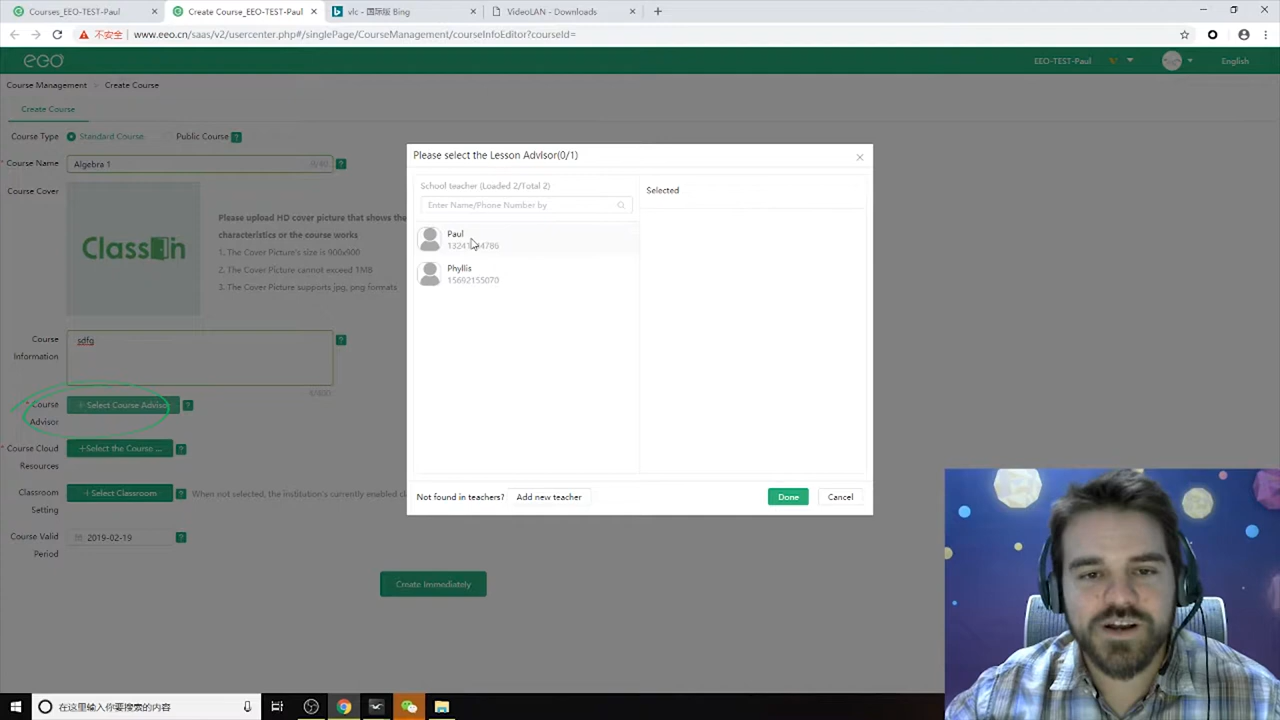 Courses_EEO-TEST-Paul
Create Course_EEO-TEST-Paul
vlc - 国际版 Bing
VideoLAN - Downloads
不安全
www.eeo.cn/saas/v2/usercenter.php#/singlePage/CourseManagement/courseInfoEditor?courseId=
eeo
EEO-TEST-Paul
English
Course Management
Create Course
Create Course
Course Type
Standard Course
Public Course
* Course Name
Algebra 1
Course Cover
ClassIn
Please upload HD cover picture that shows the
characteristics or the course works
1. The Cover Picture's size is 900x900
2. The Cover Picture cannot exceed 1MB
3. The Cover Picture supports jpg, png formats
Course
Information
sdfg
* Course
Advisor
+ Select Course Advisor
* Course Cloud
Resources
+Select the Course ...
Classroom
Setting
+Select Classroom
When not selected, the institution's currently enabled
Course Valid
Period
2019-02-19
Create Immediately
Please select the Lesson Advisor(0/1)
School teacher (Loaded 2/Total 2)
Enter Name/Phone Number by
Selected
Paul
Phyllis
15692155070
Not found in teachers?
Add new teacher
Done
Cancel
在这里输入你要搜索的内容